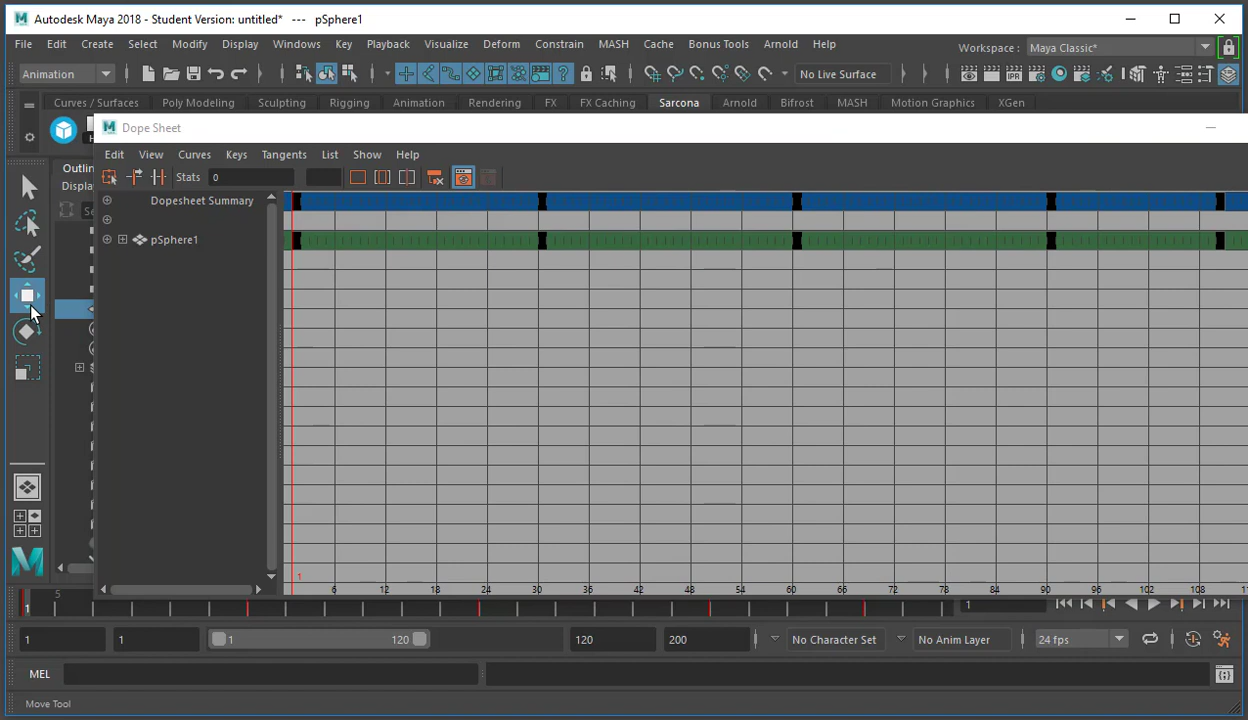 Autodesk Maya 2018 - Student Version: untitled* --- pSphere1
File Edit Create Select Modify Display Windows Key Playback Visualize Deform Constrain MASH Cache Bonus Tools Arnold Help Workspace : Maya Classic*
Animation No Live Surface
Curves / Surfaces Poly Modeling Sculpting Rigging Animation Rendering FX FX Caching Sarcona Arnold Bifrost MASH Motion Graphics XGen
Dope Sheet
Edit View Curves Keys Tangents List Show Help
Outlin
Stats 0
Display
Dopesheet Summary
pSphere1
1
6 12 18 24 30 36 42 48 54 60 66 72 78 84 90 96 102 108
5
1 1
1 1 1 120 120 200 No Character Set No Anim Layer 24 fps
MEL
Move Tool